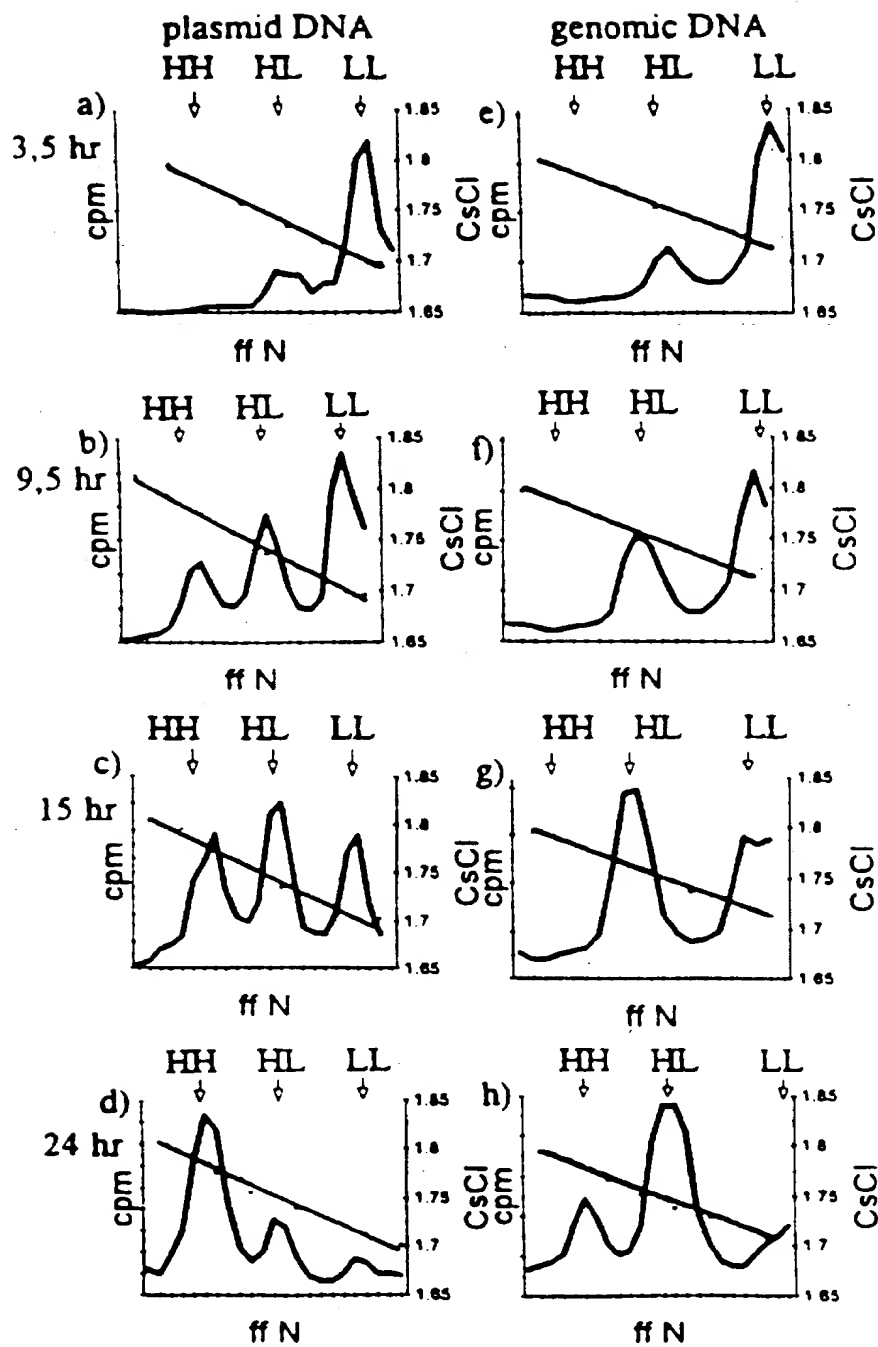 plasmid DNA genomic DNA
HH HL LL HH HL LL
a) 1.85 e) 1.85
3,5 hr 1.8 1.8
cpm CsCl 1.75 cpm CsCl 1.75
1.7 1.7
1.65 1.65
ff N ff N
HH HL LL HH HL LL
b) 1.85 f) 1.85
9,5 hr 1.8 1.8
cpm CsCl 1.75 cpm CsCl 1.75
1.7 1.7
1.65 1.65
ff N ff N
HH HL LL HH HL LL
c) 1.85 g) 1.85
15 hr 1.8 1.8
cpm CsCl 1.75 cpm CsCl 1.75
1.7 1.7
1.65 1.65
ff N ff N
HH HL LL HH HL LL
d) 1.85 h) 1.85
24 hr 1.8 1.8
cpm CsCl 1.75 cpm CsCl 1.75
1.7 1.7
1.65 1.65
ff N ff N